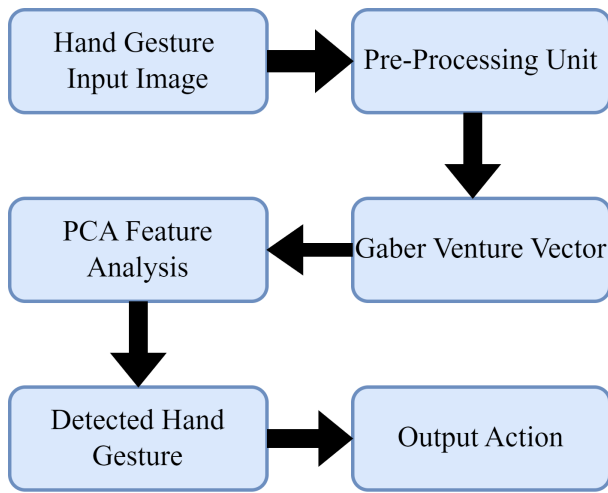 Hand Gesture
Input Image
Pre-Processing Unit
PCA Feature
Analysis
Gaber Venture Vector
Detected Hand
Gesture
Output Action